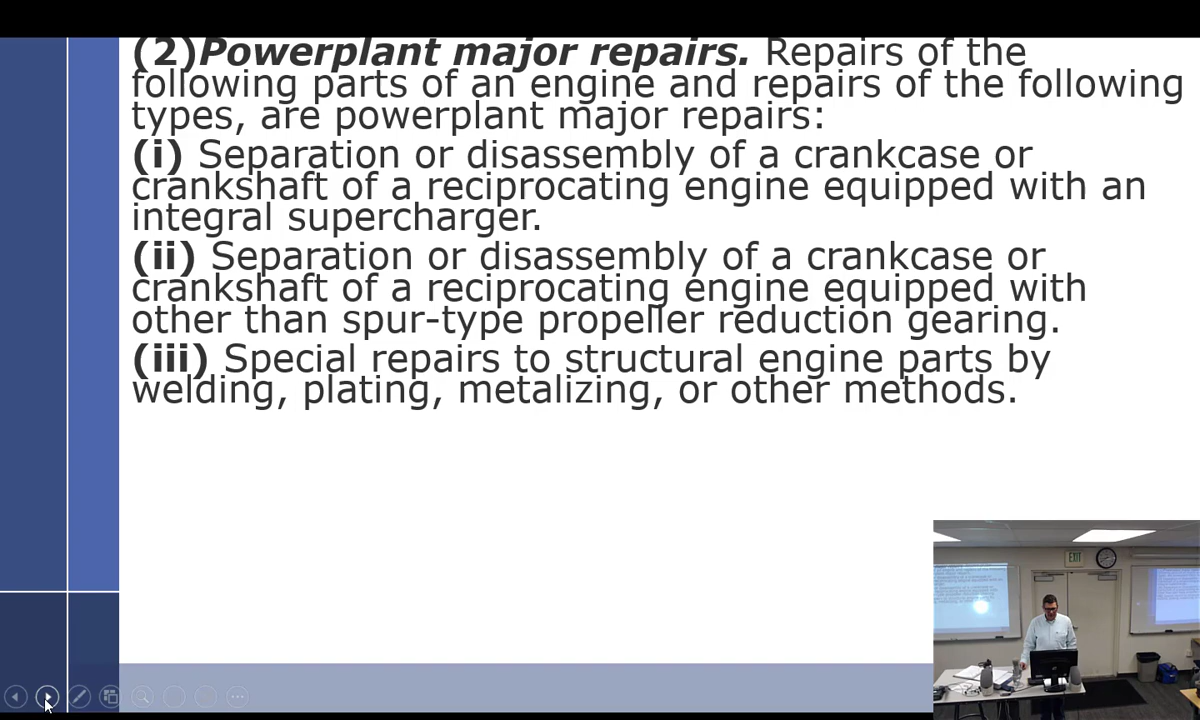 (2)Powerplant major repairs. Repairs of the
following parts of an engine and repairs of the following
types, are powerplant major repairs:
(i) Separation or disassembly of a crankcase or
crankshaft of a reciprocating engine equipped with an
integral supercharger.
(ii) Separation or disassembly of a crankcase or
crankshaft of a reciprocating engine equipped with
other than spur-type propeller reduction gearing.
(iii) Special repairs to structural engine parts by
welding, plating, metalizing, or other methods.
EXIT